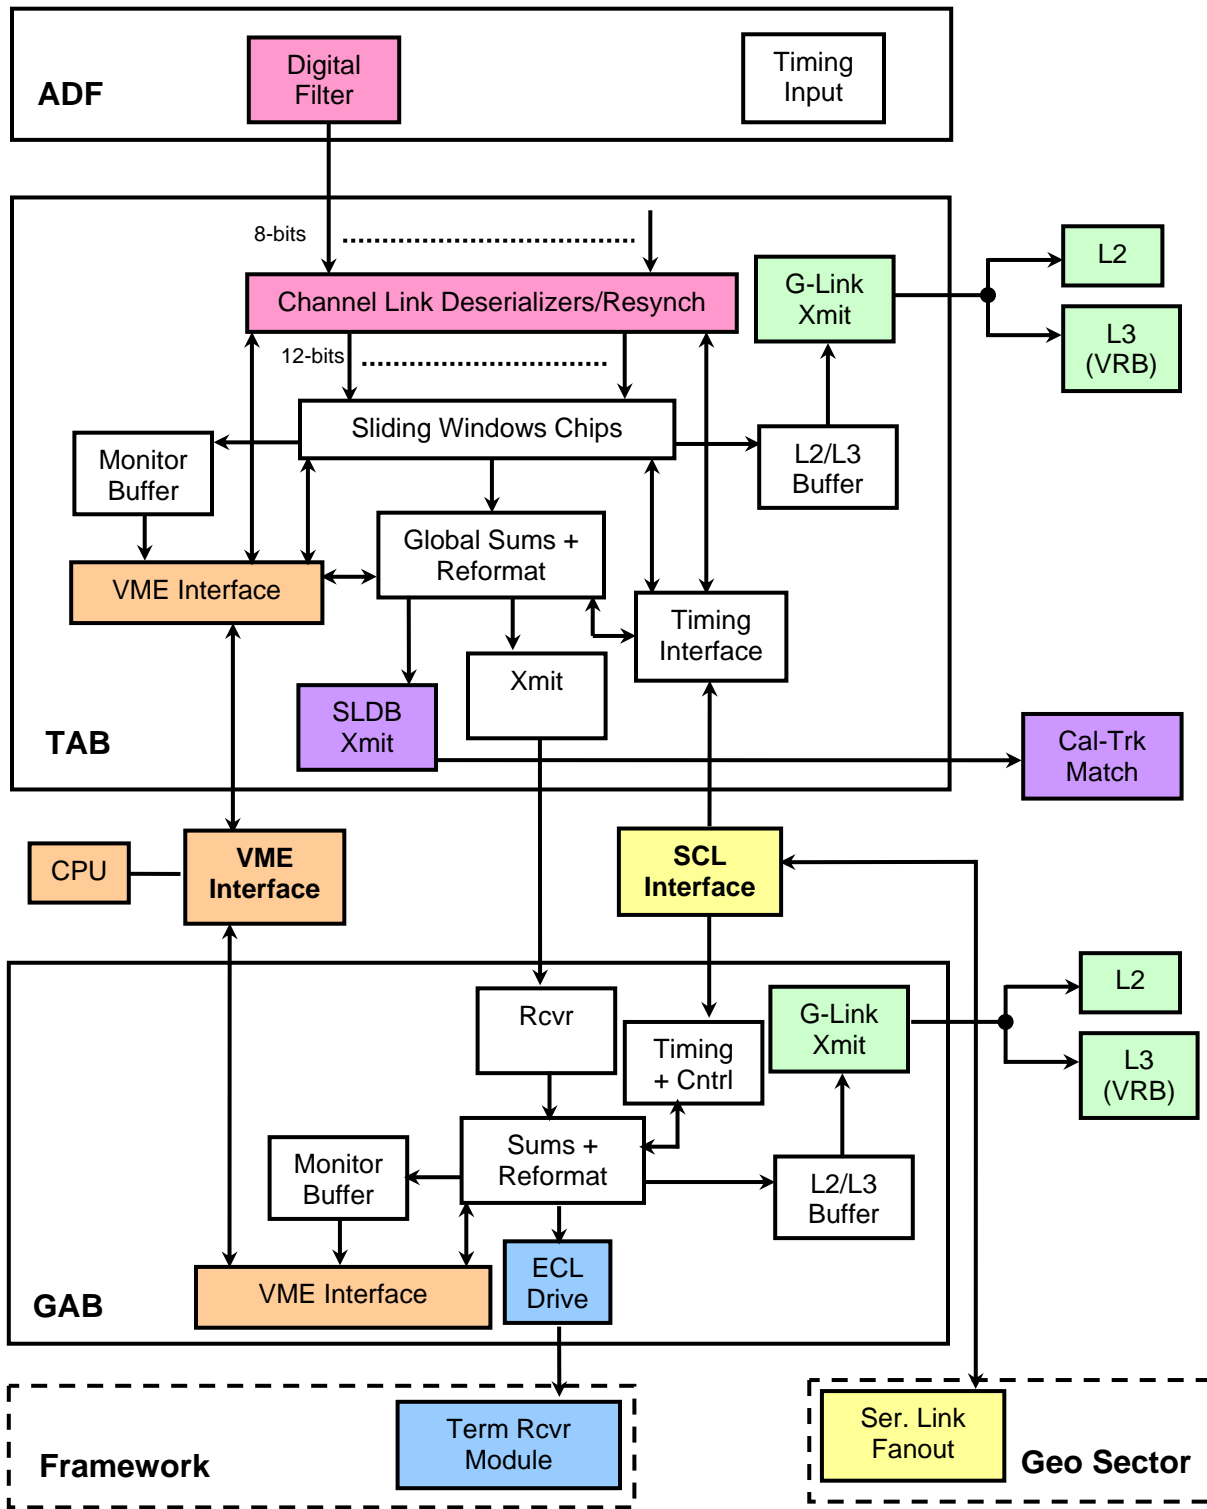 Digital
Filter
Timing
Input
ADF
8-bits
Channel Link Deserializers/Resynch
G-Link
Xmit
L2
L3
(VRB)
12-bits
Sliding Windows Chips
Monitor
Buffer
L2/L3
Buffer
Global Sums +
Reformat
VME Interface
Timing
Interface
Xmit
SLDB
Xmit
TAB
Cal-Trk
Match
CPU
VME
Interface
SCL
Interface
Rcvr
Timing
+ Cntrl
G-Link
Xmit
L2
L3
(VRB)
Monitor
Buffer
Sums +
Reformat
L2/L3
Buffer
VME Interface
ECL
Drive
GAB
Term Rcvr
Module
Framework
Ser. Link
Fanout
Geo Sector